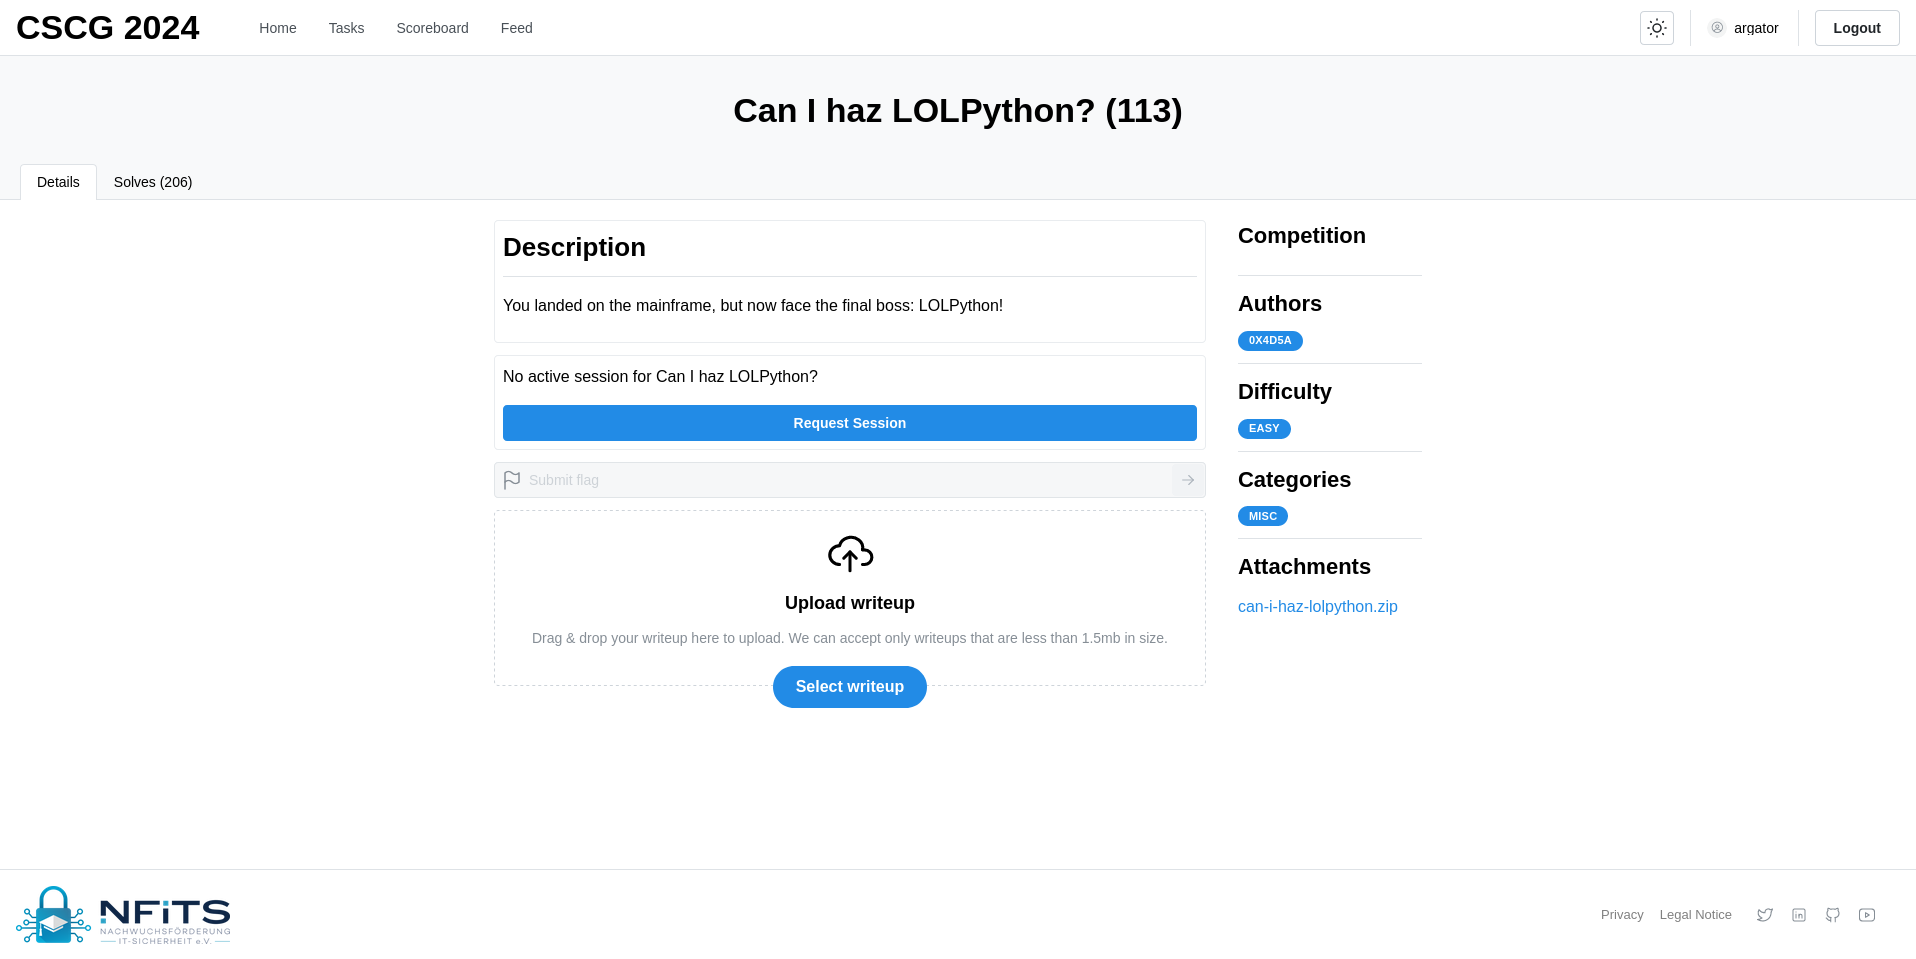 CSCG 2024
Home
Tasks
Scoreboard
Feed
argator
Logout
Can I haz LOLPython? (113)
Details
Solves (206)
Description
You landed on the mainframe, but now face the final boss: LOLPython!
No active session for Can I haz LOLPython?
Request Session
Submit flag
Upload writeup
Drag & drop your writeup here to upload. We can accept only writeups that are less than 1.5mb in size.
Select writeup
Competition
Authors
0X4D5A
Difficulty
EASY
Categories
MISC
Attachments
can-i-haz-lolpython.zip
NFiTS
NACHWUCHSFÖRDERUNG
IT-SICHERHEIT e.V.
Privacy
Legal Notice